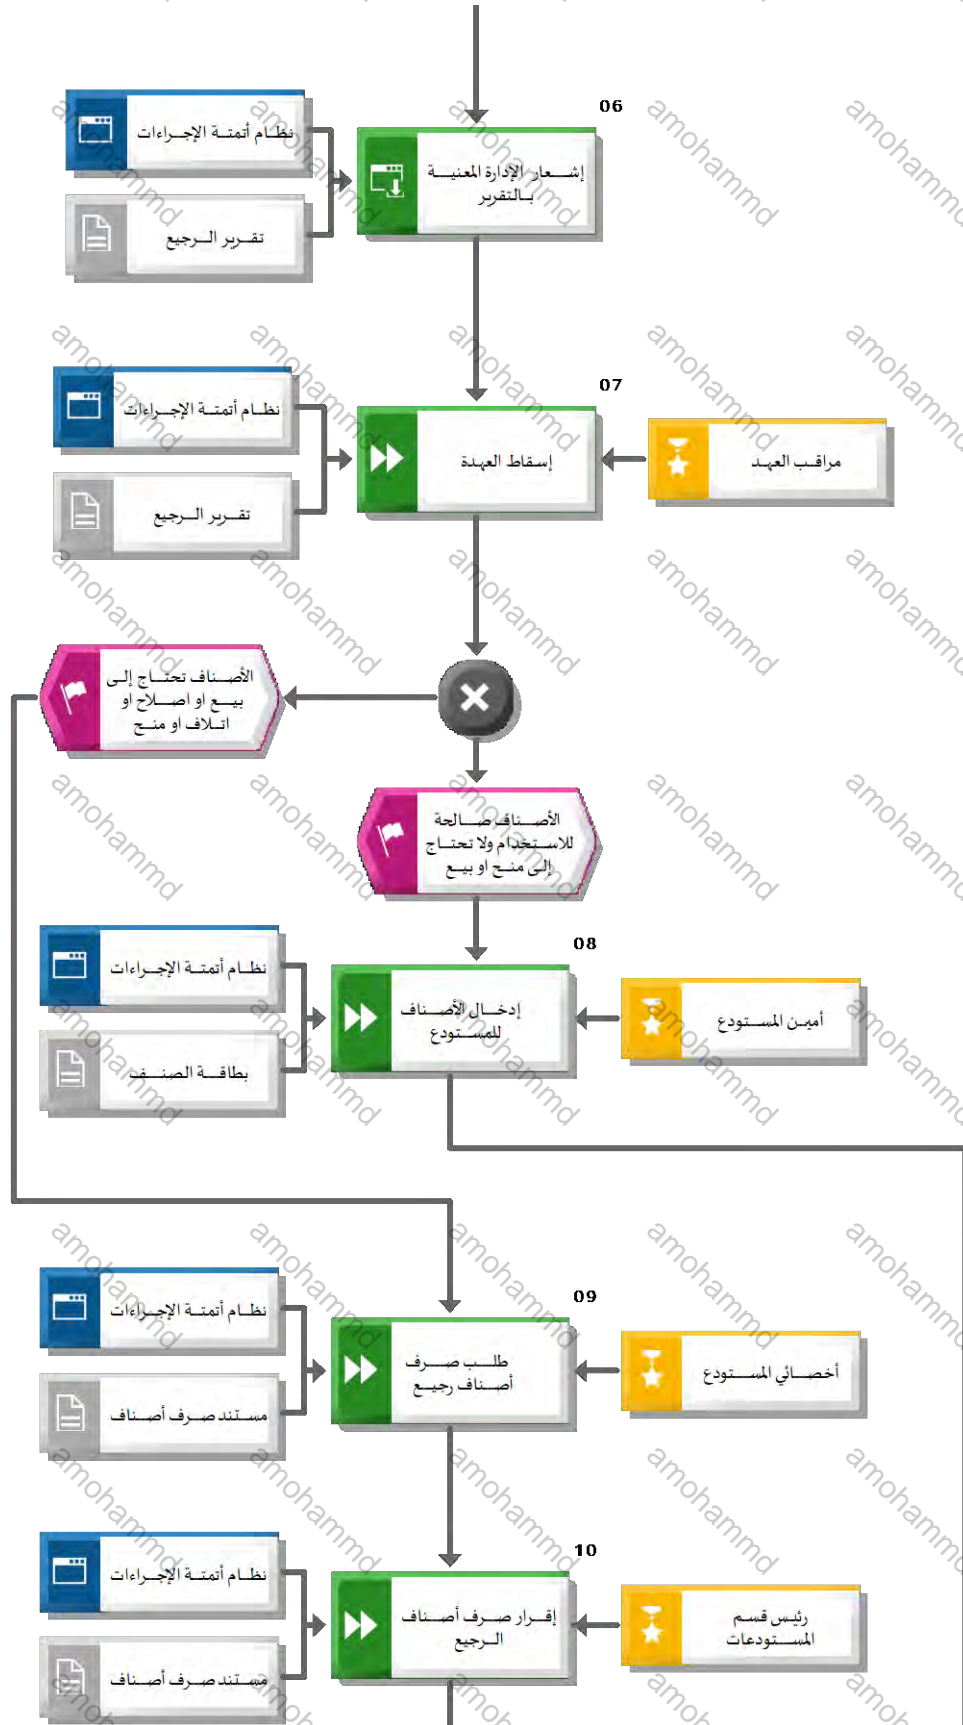 06
نظام أتمتة الإجراءات
إشعار الإدارة المعنية
بالتقرير
تقرير الرجيع
07
نظام أتمتة الإجراءات
مراقب العهد
إسقاط العهدة
تقرير الرجيع
الأصناف تحتاج إلى
بيع او اصلاح او
اتلاف او منح
الأصناف صالحة
للاستخدام ولا تحتاج
إلى منح او بيع
08
نظام أتمتة الإجراءات
أمين المستودع
إدخال الأصناف
للمستودع
بطاقة الصنف
09
نظام أتمتة الإجراءات
أخصائي المستودع
طلب صرف
أصناف رجيع
مستند صرف أصناف
10
نظام أتمتة الإجراءات
رئيس قسم
المستودعات
إقرار صرف أصناف
الرجيع
مستند صرف أصناف
amohammd